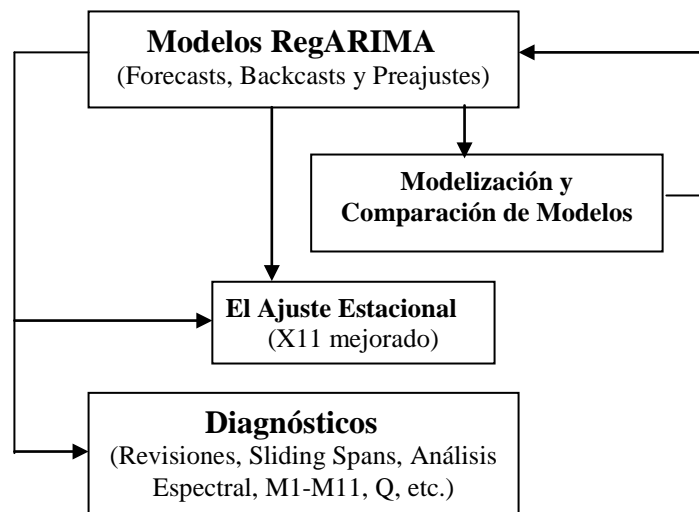 Modelos RegARIMA
(Forecasts, Backcasts y Preajustes)
Modelización y
Comparación de Modelos
El Ajuste Estacional
(X11 mejorado)
Diagnósticos
(Revisiones, Sliding Spans, Análisis
Espectral, M1-M11, Q, etc.)